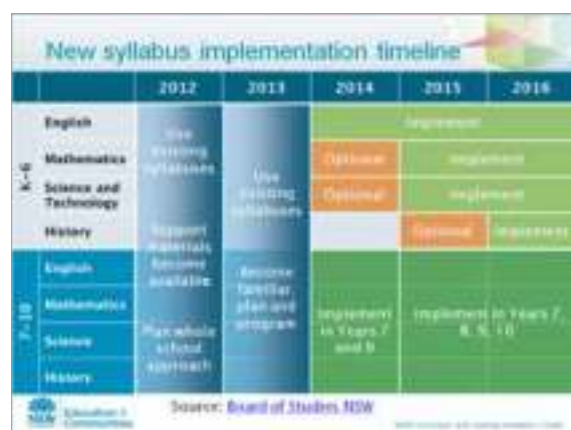 New syllabus implementation timeline
2012 2013 2014 2015 2016
K-6
English
Implement
Mathematics
Optional
Implement
Science and
Technology
Optional
Implement
History
Optional
Implement
7-10
English
Mathematics
Science
History
Use
existing
syllabuses
Support
materials
become
available
Plan whole
school
approach
Use
existing
syllabuses
Become
familiar
plan and
program
Implement
in Years 7
and 9
Implement in Years 7,
8, 9, 10
NSW
Education &
Communities
Source: Board of Studies NSW